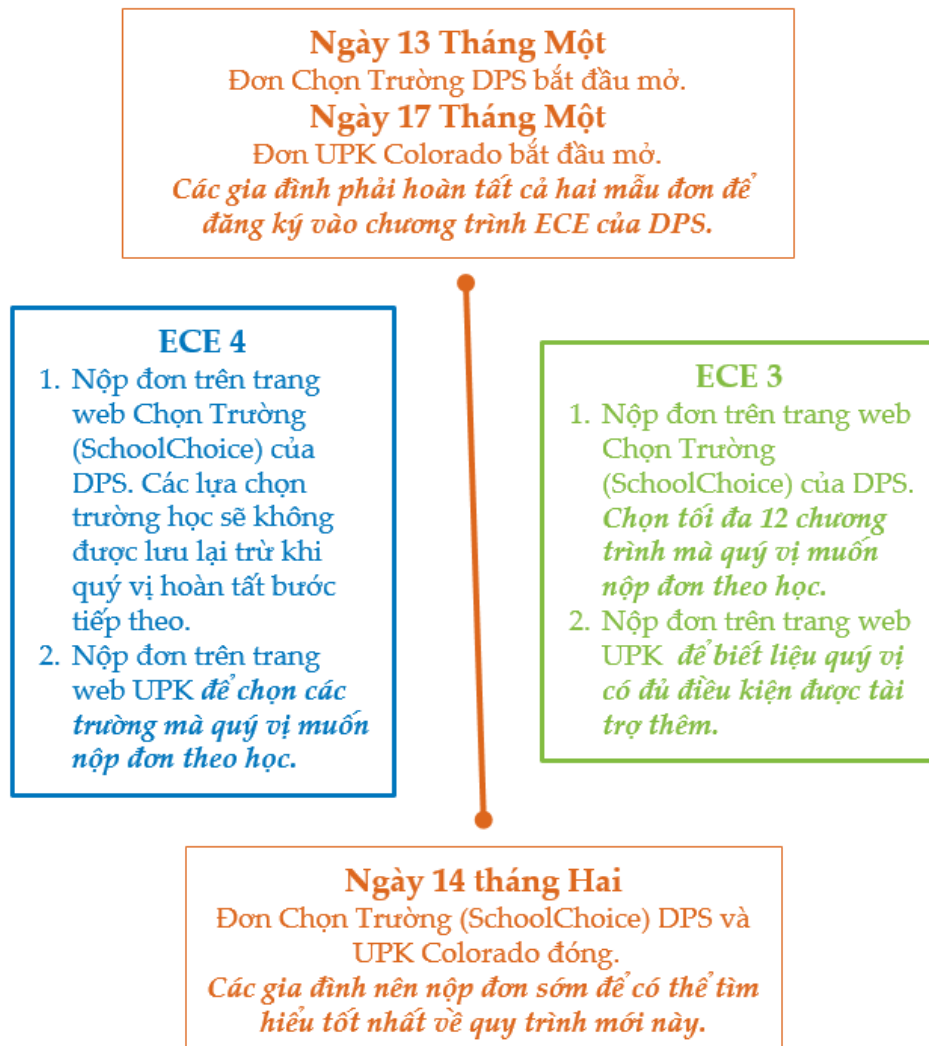 Ngày 13 Tháng Một
Đơn Chọn Trường DPS bắt đầu mở.
Ngày 17 Tháng Một
Đơn UPK Colorado bắt đầu mở.
Các gia đình phải hoàn tất cả hai mẫu đơn để
đăng ký vào chương trình ECE của DPS.
ECE 4
1. Nộp đơn trên trang
web Chọn Trường
(SchoolChoice) của
DPS. Các lựa chọn
trường học sẽ không
được lưu lại trừ khi
quý vị hoàn tất bước
tiếp theo.
2. Nộp đơn trên trang
web UPK để chọn các
trường mà quý vị muốn
nộp đơn theo học.
ECE 3
1. Nộp đơn trên trang web
Chọn Trường
(SchoolChoice) của DPS.
Chọn tối đa 12 chương
trình mà quý vị muốn
nộp đơn theo học.
2. Nộp đơn trên trang web
UPK để biết liệu quý vị
có đủ điều kiện được tài
trợ thêm.
Ngày 14 tháng Hai
Đơn Chọn Trường (SchoolChoice) DPS và
UPK Colorado đóng.
Các gia đình nên nộp đơn sớm để có thể tìm
hiểu tốt nhất về quy trình mới này.